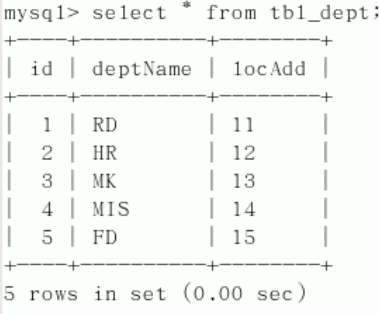 mysql> select * from tbl_dept;
+----+----------+--------+
| id | deptName | locAdd |
+----+----------+--------+
| 1 | RD | 11 |
| 2 | HR | 12 |
| 3 | MK | 13 |
| 4 | MIS | 14 |
| 5 | FD | 15 |
+----+----------+--------+
5 rows in set (0.00 sec)